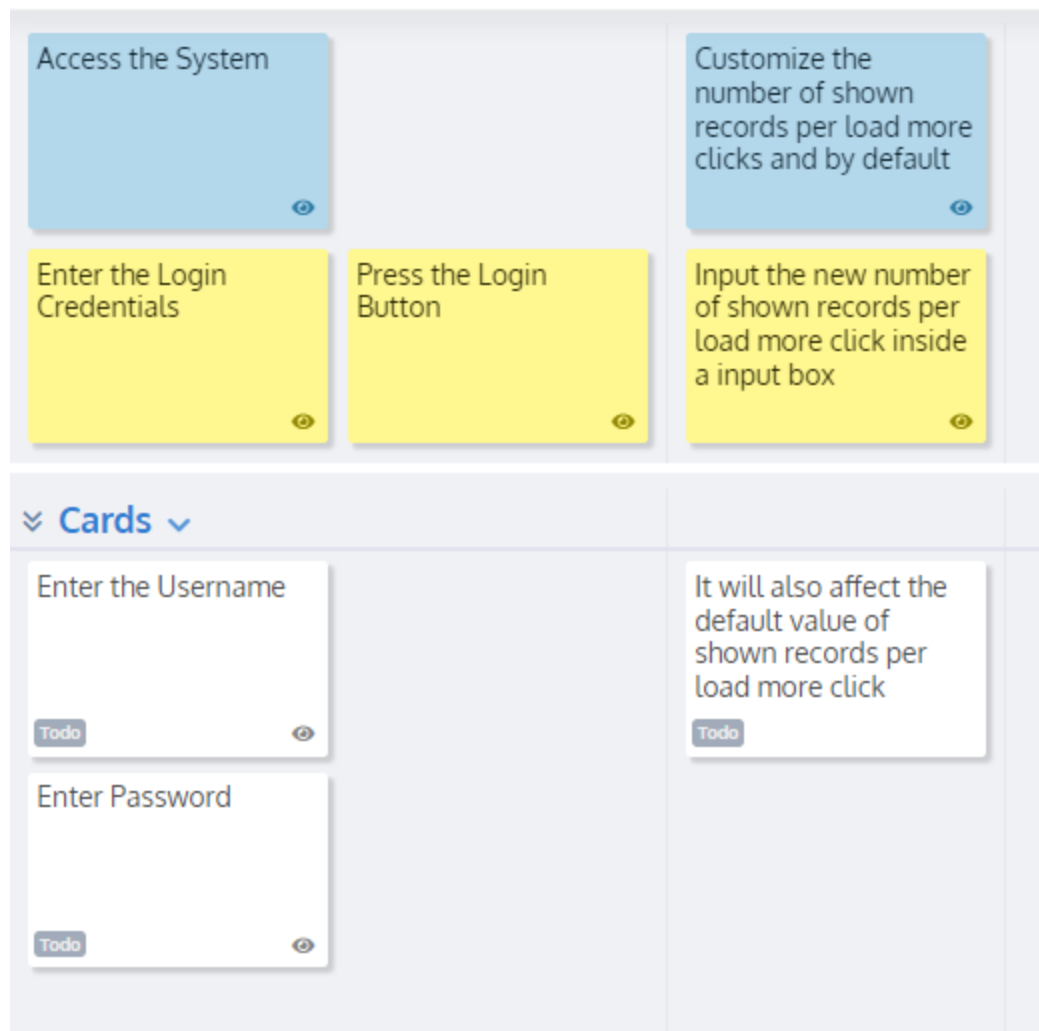 Access the System
Customize the
number of shown
records per load more
clicks and by default
Enter the Login
Credentials
Press the Login
Button
Input the new number
of shown records per
load more click inside
a input box
Cards
Enter the Username
Todo
It will also affect the
default value of
shown records per
load more click
Todo
Enter Password
Todo